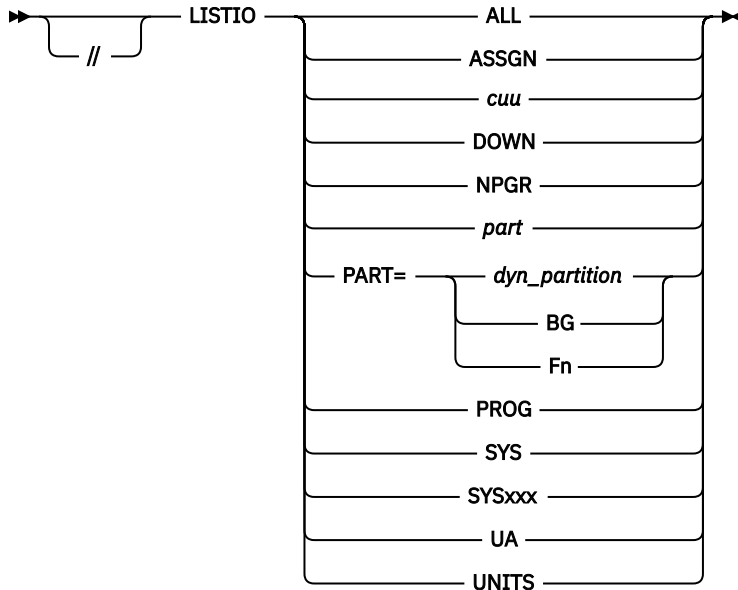 LISTIO ALL
// ASSGN
cuu
DOWN
NPGR
part
PART= dyn_partition
BG
Fn
PROG
SYS
SYSxxx
UA
UNITS